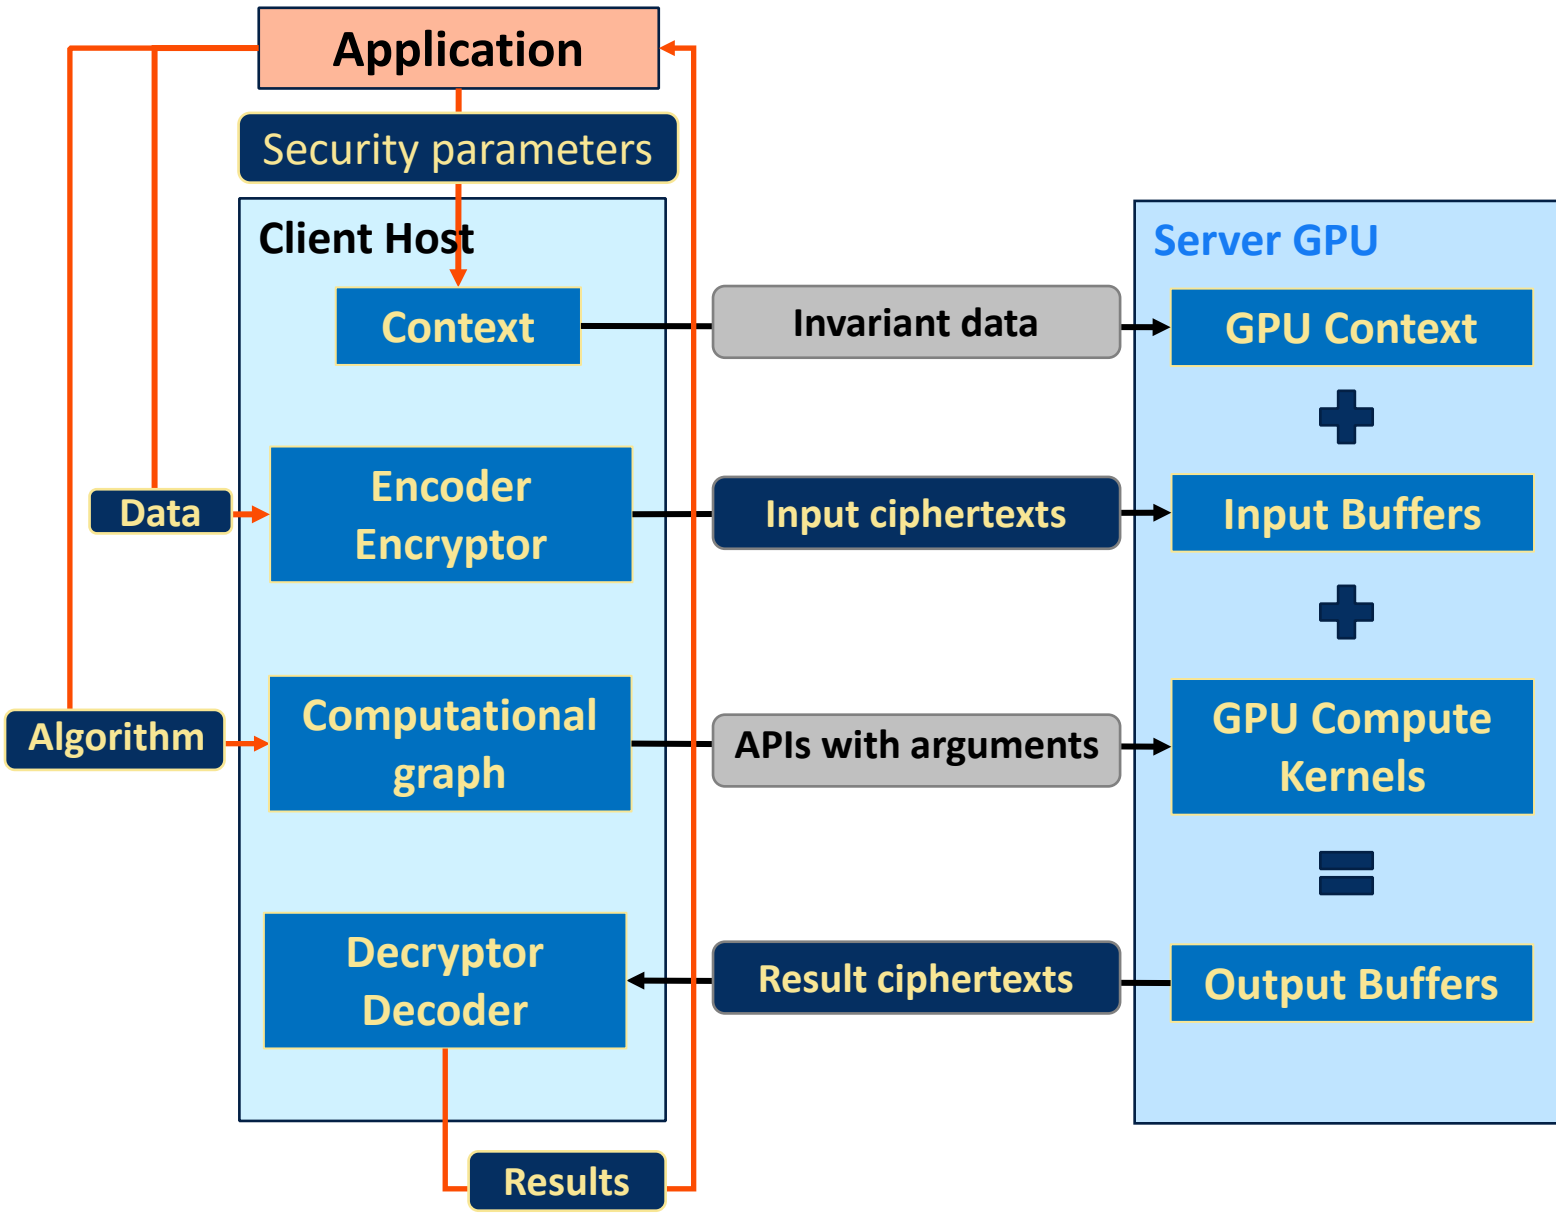 Application
Security parameters
Client Host
Server GPU
Context
Invariant data
GPU Context
Data
Encoder
Encryptor
Input ciphertexts
Input Buffers
Algorithm
Computational
graph
APIs with arguments
GPU Compute
Kernels
Decryptor
Decoder
Result ciphertexts
Output Buffers
Results